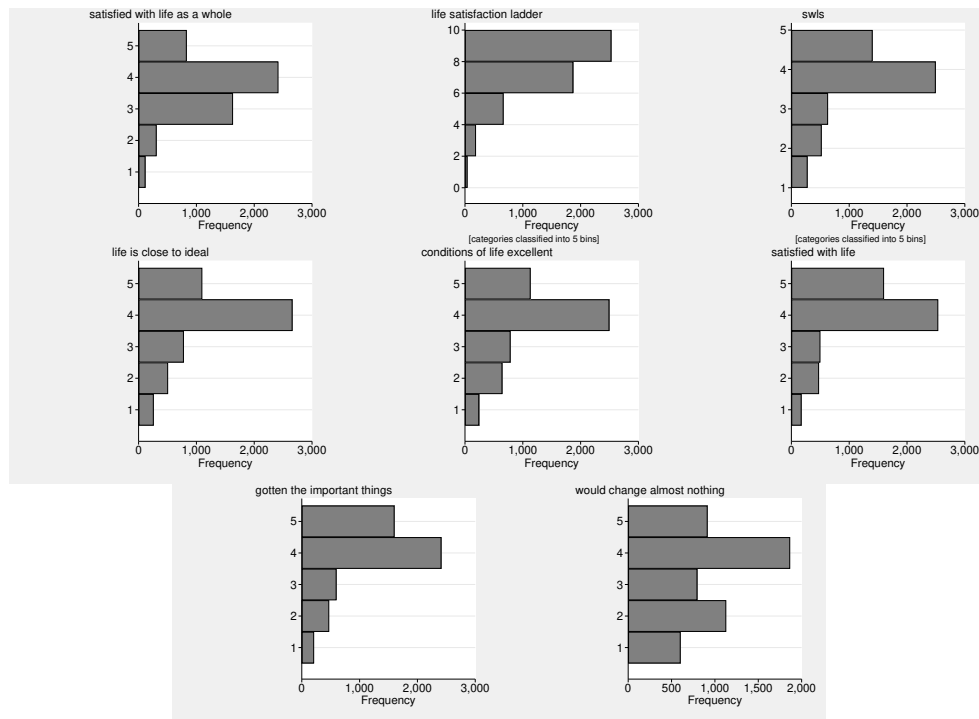 satisfied with life as a whole
5
4
3
2
1
0 1,000 2,000 3,000
Frequency
life satisfaction ladder
10
8
6
4
2
0
0 1,000 2,000 3,000
Frequency
[categories classified into 5 bins]
swls
5
4
3
2
1
0 1,000 2,000 3,000
Frequency
[categories classified into 5 bins]
life is close to ideal
5
4
3
2
1
0 1,000 2,000 3,000
Frequency
conditions of life excellent
5
4
3
2
1
0 1,000 2,000 3,000
Frequency
satisfied with life
5
4
3
2
1
0 1,000 2,000 3,000
Frequency
gotten the important things
5
4
3
2
1
0 1,000 2,000 3,000
Frequency
would change almost nothing
5
4
3
2
1
0 500 1,000 1,500 2,000
Frequency